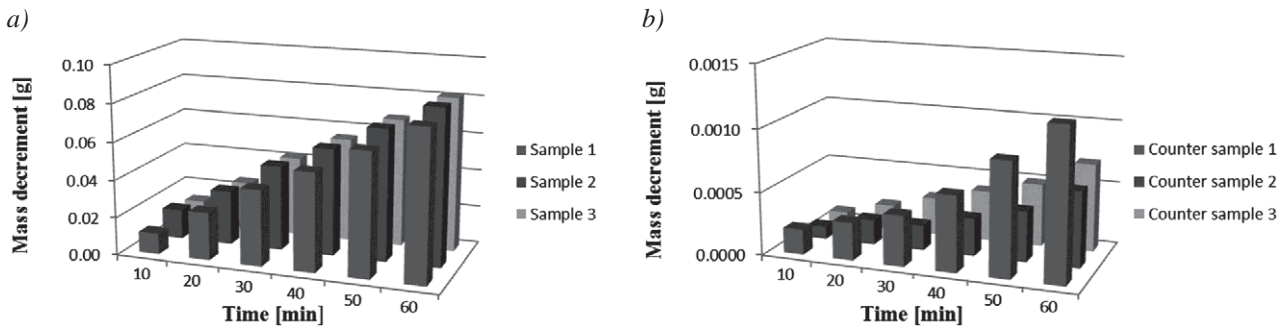 a)
Mass decrement [g]
0.10
0.08
0.06
0.04
0.02
0.00
10
20
30
40
50
60
Time [min]
Sample 1
Sample 2
Sample 3
b)
Mass decrement [g]
0.0015
0.0010
0.0005
0.0000
10
20
30
40
50
60
Time [min]
Counter sample 1
Counter sample 2
Counter sample 3